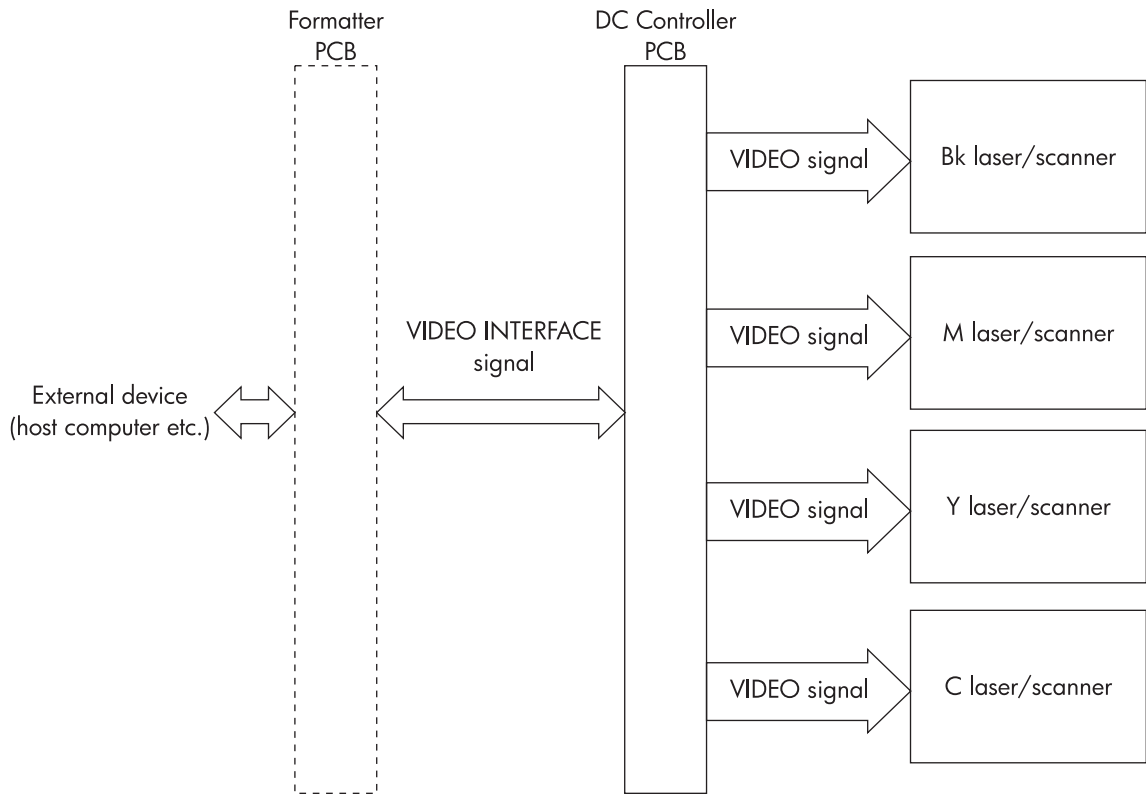 Formatter
PCB
DC Controller
PCB
VIDEO signal
Bk laser/scanner
VIDEO signal
M laser/scanner
VIDEO INTERFACE
signal
External device
(host computer etc.)
VIDEO signal
Y laser/scanner
VIDEO signal
C laser/scanner